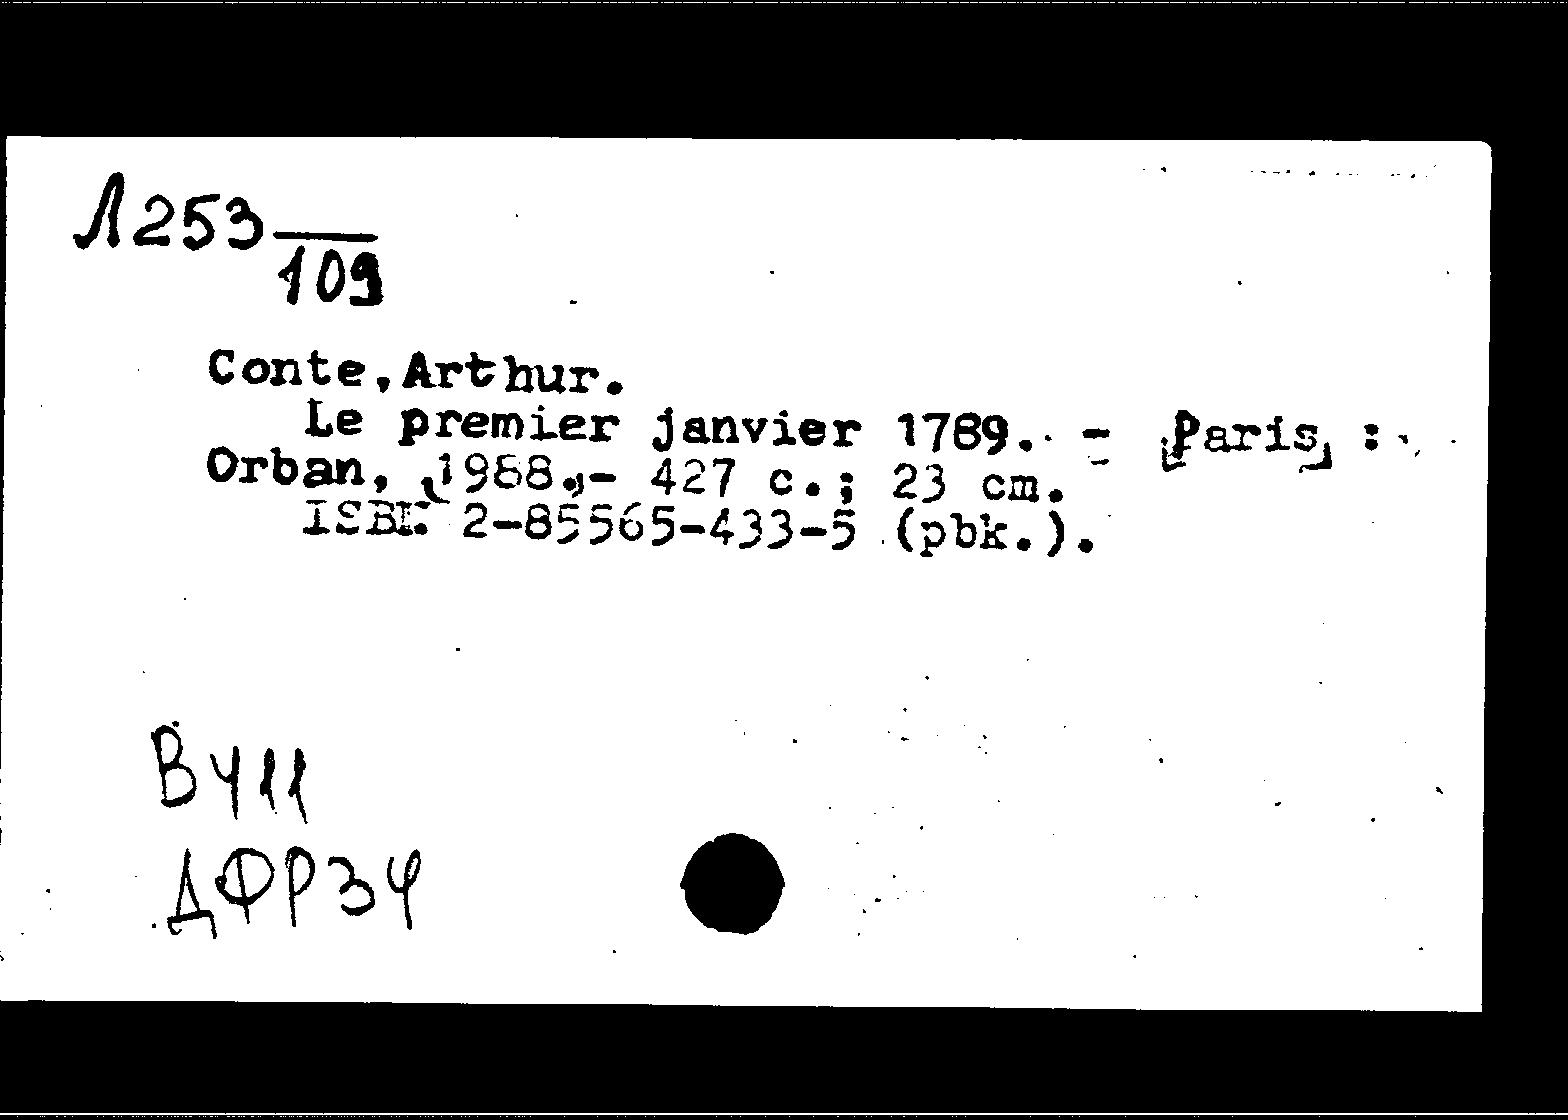 Л253
109
Conte, Arthur.
Le premier janvier 1789. - [Paris] :
Orban, 1988. - 427 c.; 23 cm.
ISBN 2-85565-433-5 (pbk.).
ВЧ11
ДФР34